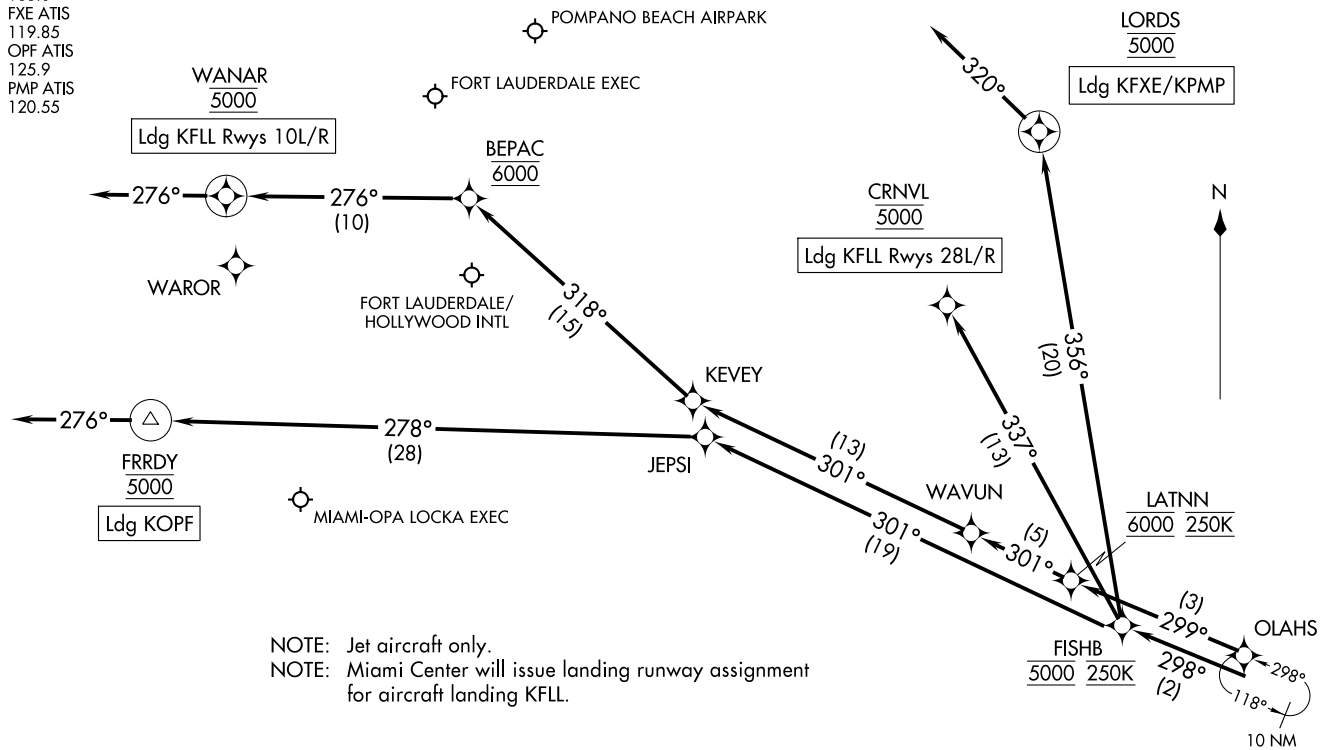 FXE ATIS
119.85
OPF ATIS
125.9
PMP ATIS
120.55
POMPANO BEACH AIRPARK
FORT LAUDERDALE EXEC
LORDS
5000
Ldg KFXE/KPMP
320°
WANAR
5000
Ldg KFLL Rwys 10L/R
BEPAC
6000
276°
276°
(10)
WAROR
FORT LAUDERDALE/
HOLLYWOOD INTL
318°
(15)
CRNVL
5000
Ldg KFLL Rwys 28L/R
N
356°
(20)
337°
(13)
KEVEY
276°
278°
(28)
JEPSI
FRRDY
5000
Ldg KOPF
MIAMI-OPA LOCKA EXEC
(13)
301°
WAVUN
LATNN
6000 250K
(5)
301°
301°
(19)
(3)
299°
OLAHS
FISHB
5000 250K
298°
(2)
298°
118°
10 NM
NOTE: Jet aircraft only.
NOTE: Miami Center will issue landing runway assignment
for aircraft landing KFLL.